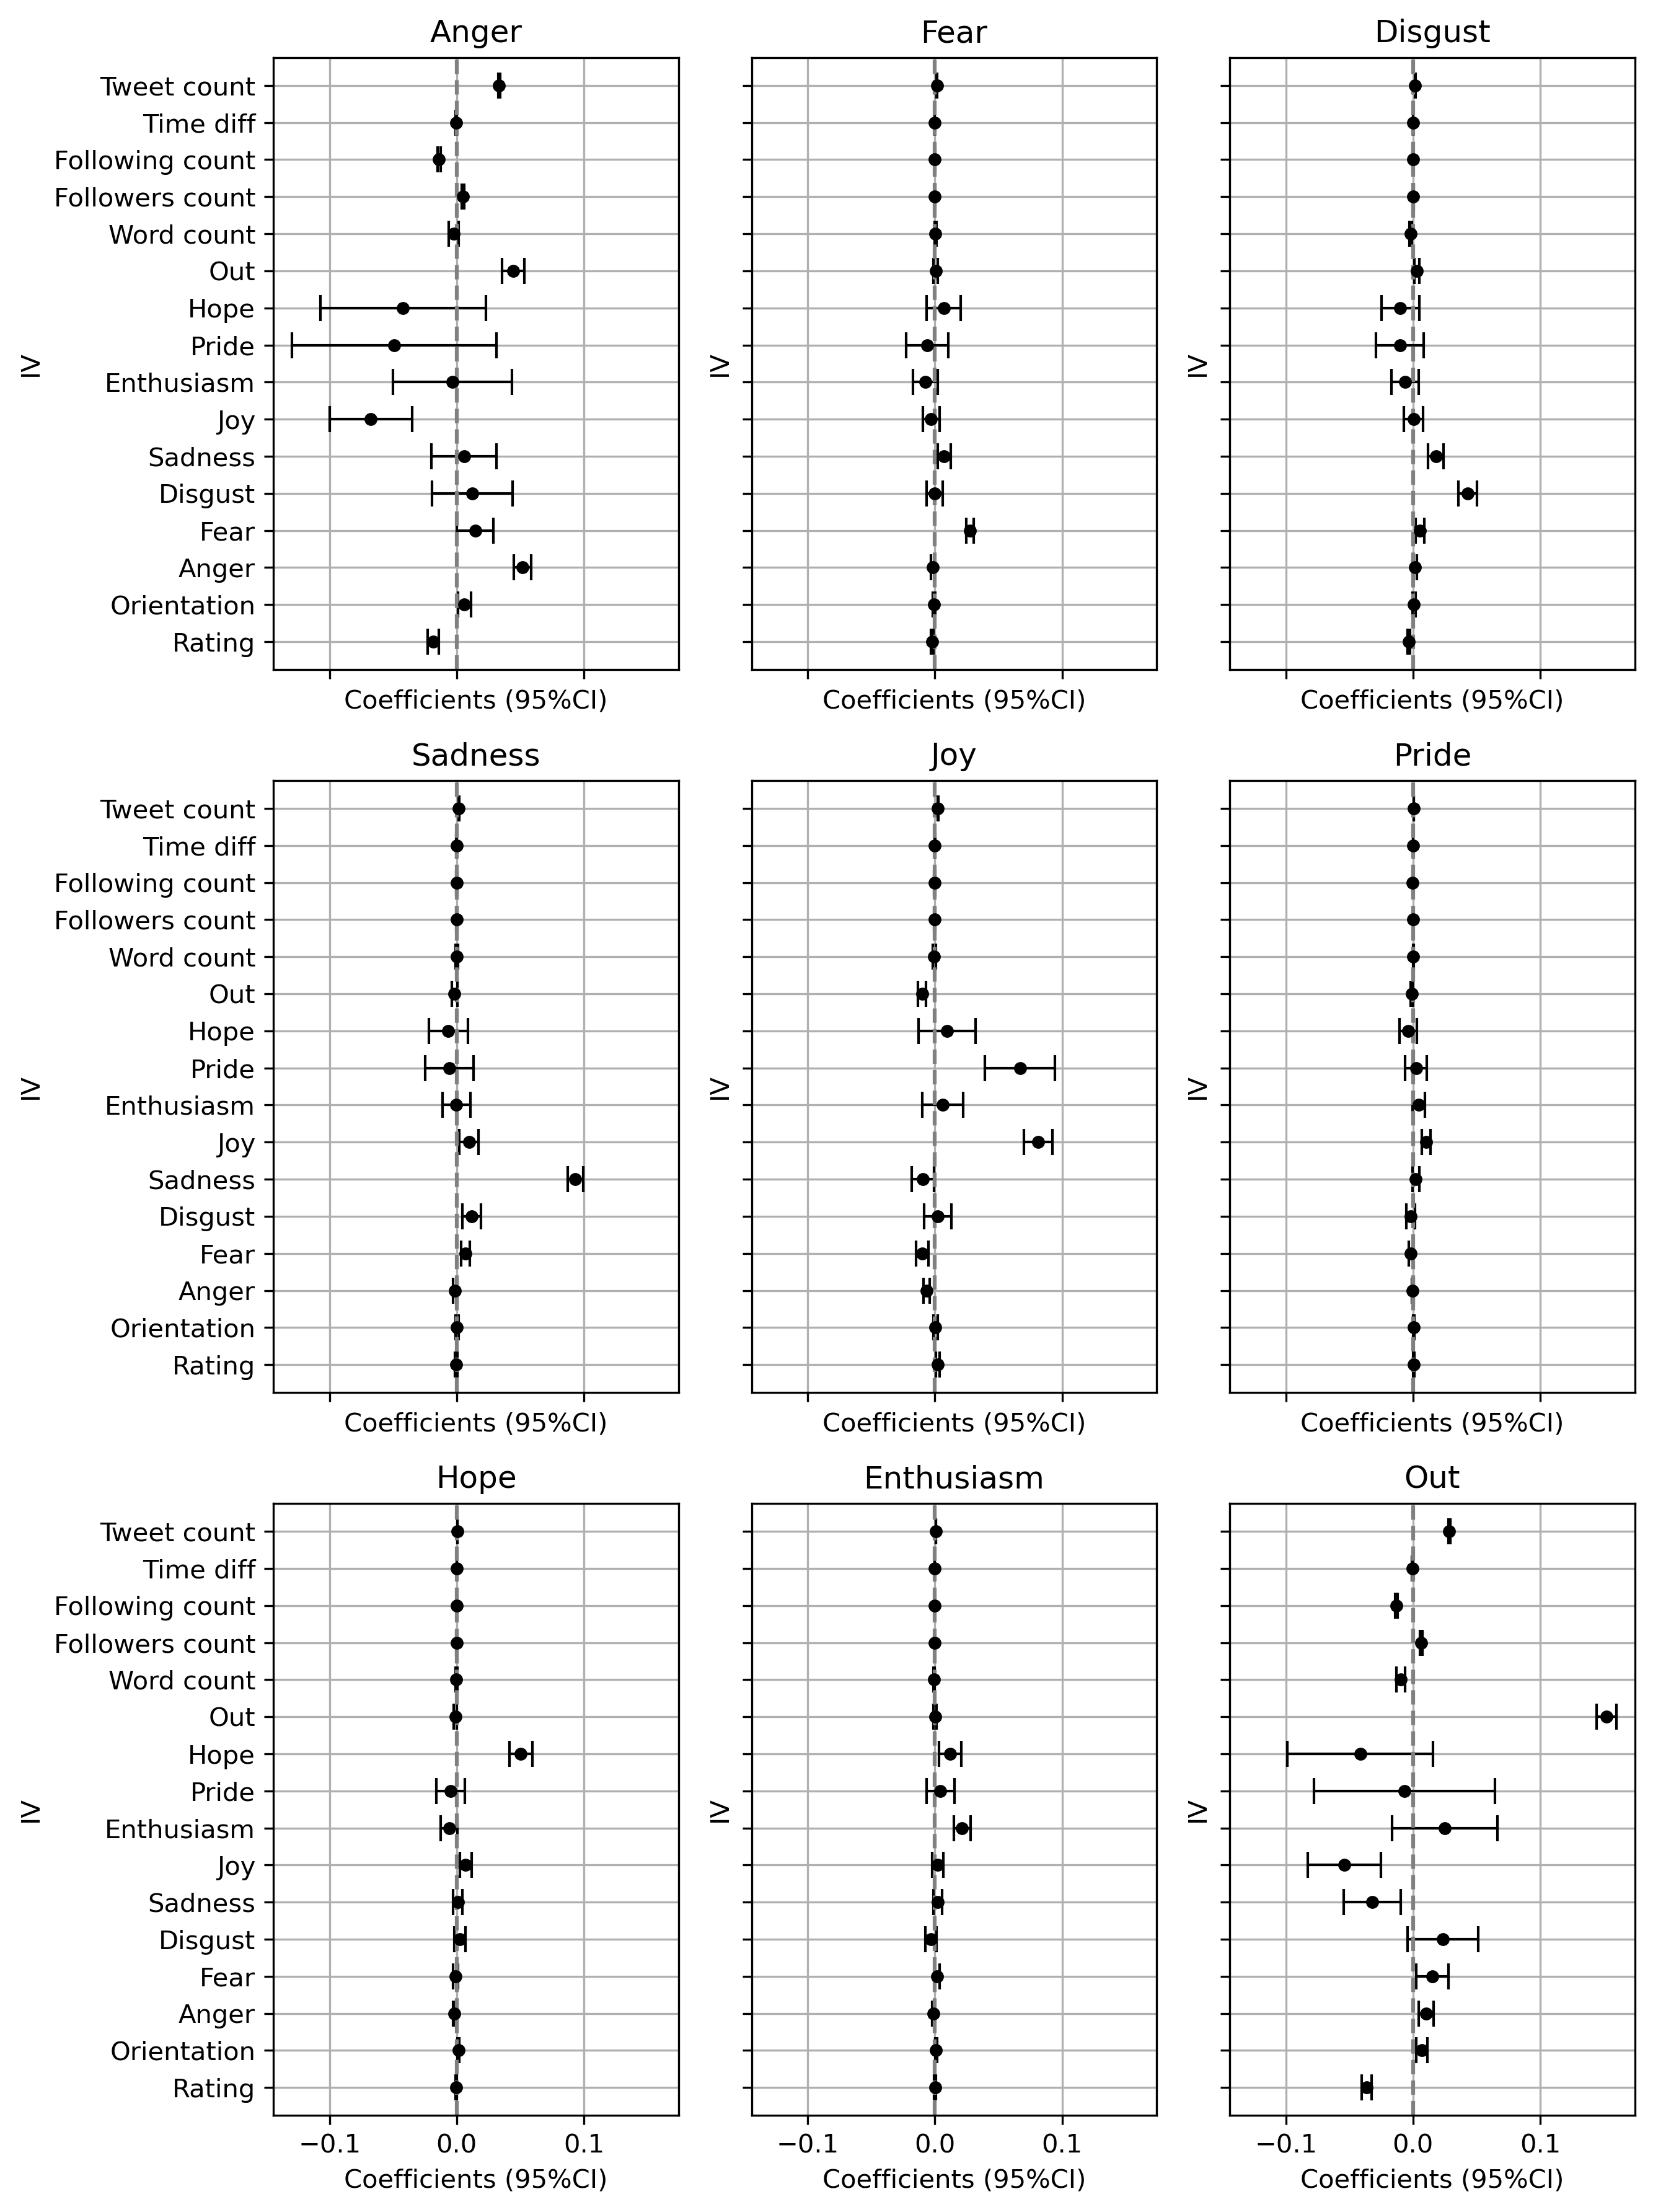 Anger Fear Disgust
Tweet count
Time diff
Following count
Followers count
Word count
Out
Hope
Pride
IV IV IV
Enthusiasm
Joy
Sadness
Disgust
Fear
Anger
Orientation
Rating
Coefficients (95%CI) Coefficients (95%CI) Coefficients (95%CI)
Sadness Joy Pride
Tweet count
Time diff
Following count
Followers count
Word count
Out
Hope
Pride
IV IV IV
Enthusiasm
Joy
Sadness
Disgust
Fear
Anger
Orientation
Rating
Coefficients (95%CI) Coefficients (95%CI) Coefficients (95%CI)
Hope Enthusiasm Out
Tweet count
Time diff
Following count
Followers count
Word count
Out
Hope
Pride
IV IV IV
Enthusiasm
Joy
Sadness
Disgust
Fear
Anger
Orientation
Rating
−0.1 0.0 0.1 −0.1 0.0 0.1 −0.1 0.0 0.1
Coefficients (95%CI) Coefficients (95%CI) Coefficients (95%CI)